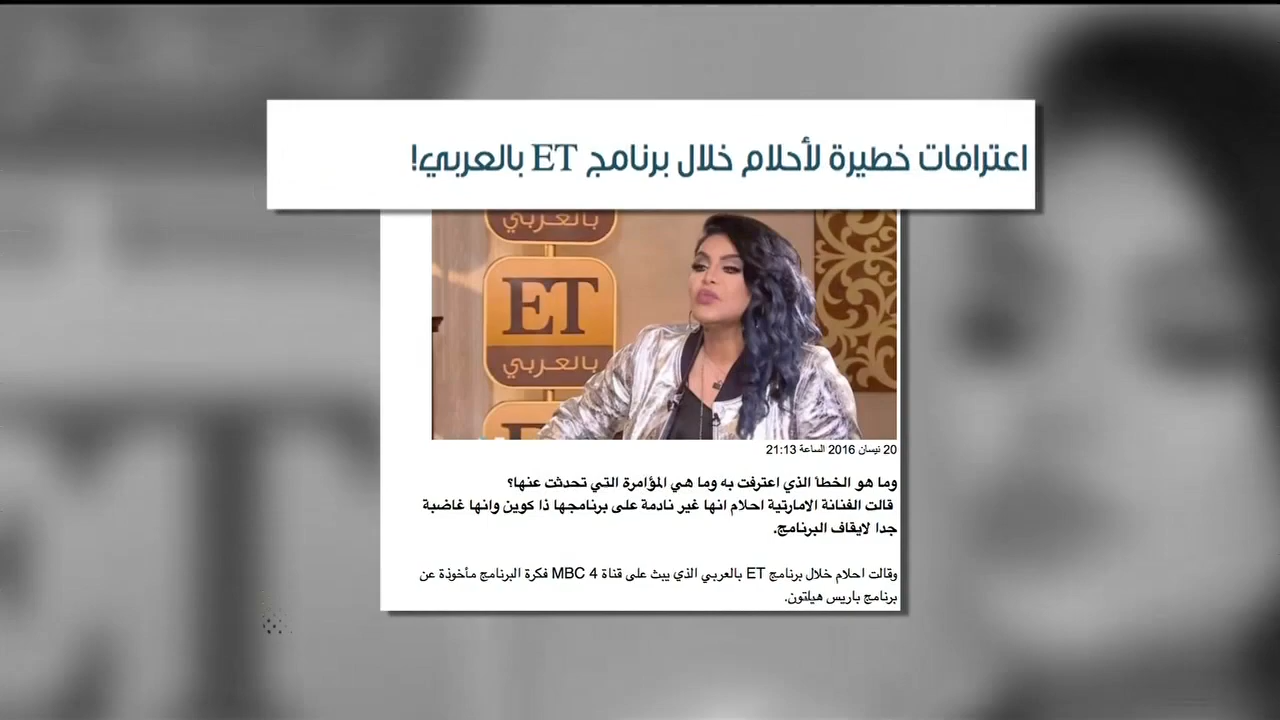 اعترافات خطيرة لأحلام خلال برنامج ET بالعربي!
بالعربي
ET
بالعربي
20 نيسان 2016 الساعة 21:13
وما هو الخطأ الذي اعترفت به وما هي المؤامرة التي تحدثت عنها؟
قالت الفنانة الاماراتية احلام انها غير نادمة على برنامجها ذا كوين وانها غاضبة
جدا لايقاف البرنامج.
وقالت احلام خلال برنامج ET بالعربي الذي يبث على قناة MBC 4 فكرة البرنامج مأخوذة عن
برنامج باريس هيلتون.